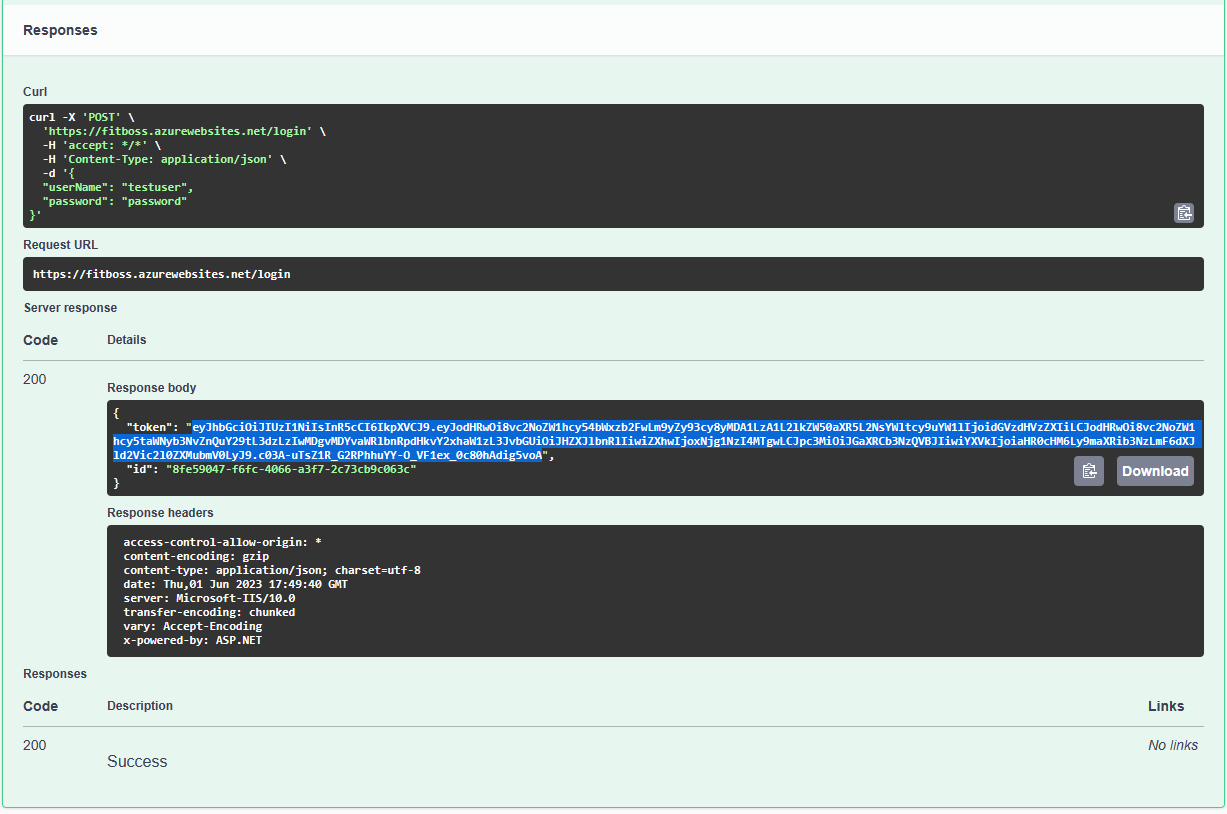 Responses
Curl
curl -X 'POST' \
'https://fitboss.azurewebsites.net/login' \
-H 'accept: */*' \
-H 'Content-Type: application/json' \
-d '{
"userName": "testuser",
"password": "password"
}'
Request URL
https://fitboss.azurewebsites.net/login
Server response
Code Details
200
Response body
{
"token": "eyJhbGciOiJIUzI1NiIsInR5cCI6IkpXVCJ9.eyJodHRwOi8vc2NoZW1hcy54bWxzb2FwLm9yZy93cy8yMDA1LzA1L2lkZW50aXR5L2NsYWltcy9uYW1lIjoidGVzdHVzZXIiLCJodHRwOi8vc2NoZW1
hcy5taWNyb3NvZnQuY29tL3dzLzIwMDgvMDYvaWRlbnRpdHkvY2xhaW1zL3JvbGUiOiJHZXJlbnRlIiwiZXhwIjoxNjg1NzI4MTgwLCJpc3MiOiJGaXRCb3NzQVBJIiwiYXVkIjoiaHR0cHM6Ly9maXRib3NzLmF6dXJ
ld2Vic2l0ZXMubmV0LyJ9.c03A-uTsZ1R_G2RPhhuYY-O_VF1ex_0c80hAdig5voA",
"id": "8fe59047-f6fc-4066-a3f7-2c73cb9c063c"
}
Download
Response headers
access-control-allow-origin: *
content-encoding: gzip
content-type: application/json; charset=utf-8
date: Thu,01 Jun 2023 17:49:40 GMT
server: Microsoft-IIS/10.0
transfer-encoding: chunked
vary: Accept-Encoding
x-powered-by: ASP.NET
Responses
Code Description Links
200 No links
Success